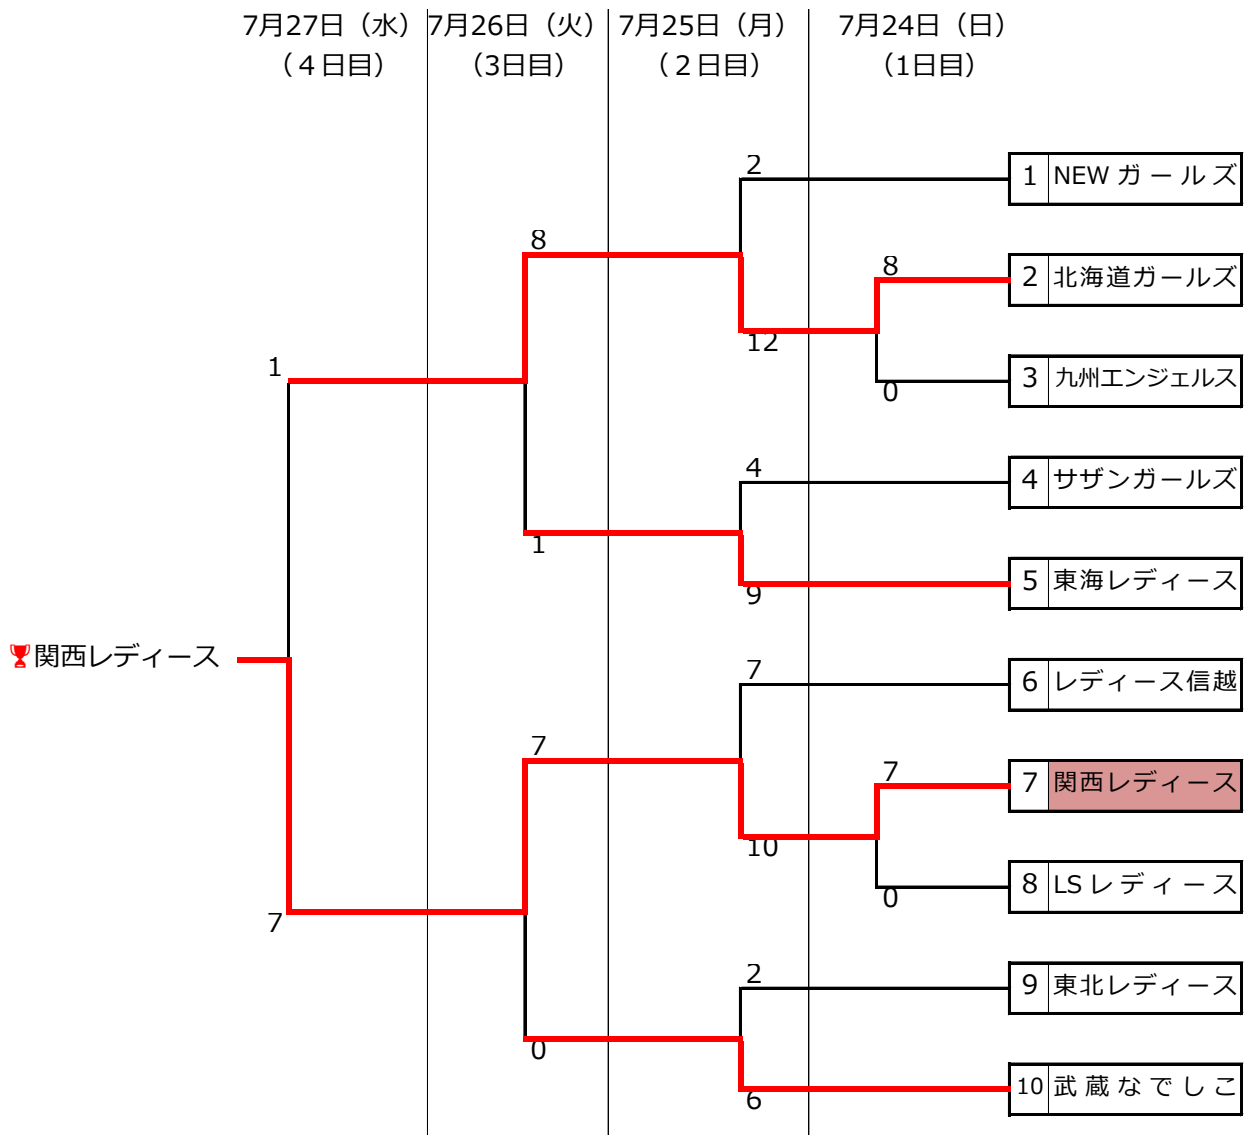 7月27日（水） 7月26日（火） 7月25日（月） 7月24日（日）
（４日目） （3日目） （２日目） （1日目）
2
1 NEWガールズ
8
8
2 北海道ガールズ
12
1
3 九州エンジェルス
0
4
4 サザンガールズ
1
5 東海レディース
9
関西レディース
7
6 レディース信越
7
7
7 関西レディース
10
8 LSレディース
0
7
2
9 東北レディース
0
10 武蔵なでしこ
6